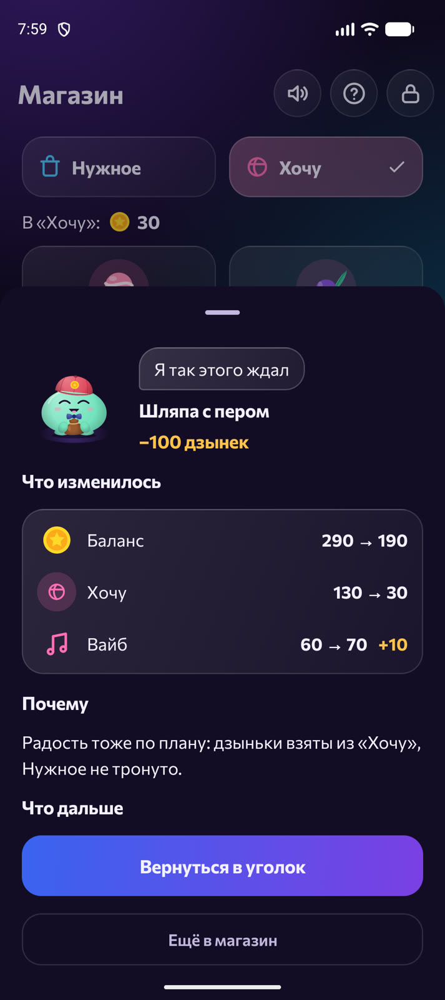 7:59
Магазин
Нужное
Хочу
В «Хочу»: 30
Я так этого ждал
Шляпа с пером
−100 дзынек
Что изменилось
Баланс 290 → 190
Хочу 130 → 30
Вайб 60 → 70 +10
Почему
Радость тоже по плану: дзыньки взяты из «Хочу»,
Нужное не тронуто.
Что дальше
Вернуться в уголок
Ещё в магазин